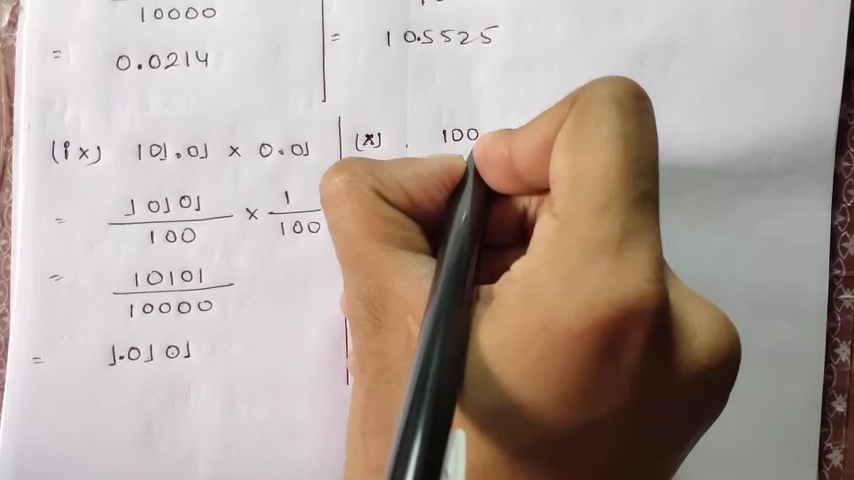 10000
= 0.0214
= 10.5525
(ix) 101.01 × 0.01
= 10101 / 100 × 1 / 100
= 10101 / 10000
= 1.0101
(x) . 100